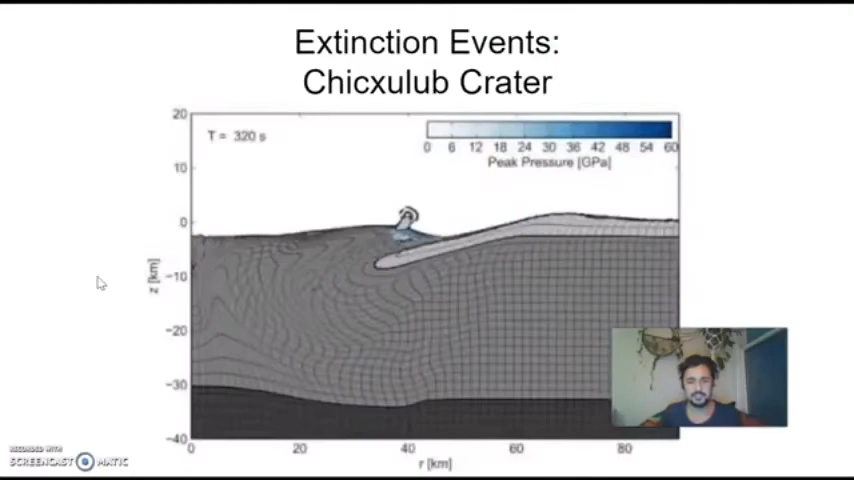 Extinction Events:
Chicxulub Crater
20
T = 320 s
0 6 12 18 24 30 36 42 48 54 60
Peak Pressure [GPa]
10
0
z [km]
−10
−20
−30
−40
0 20 40 60 80
r [km]
RECORDED WITH
SCREENCAST MATIC